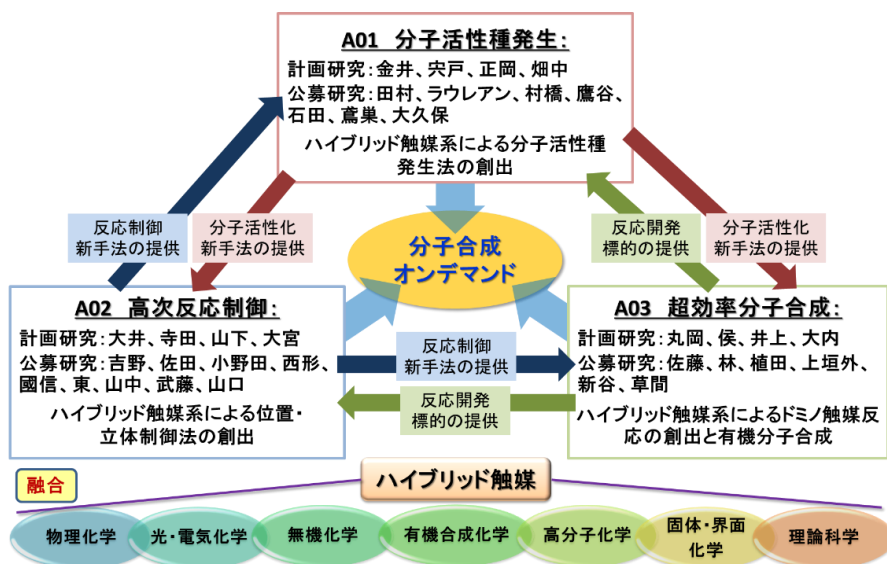 A01 分子活性種発生：
計画研究：金井、宍戸、正岡、畑中
公募研究：田村、ラウレアン、村橋、鷹谷、
石田、鳶巣、大久保
ハイブリッド触媒系による分子活性種
発生法の創出
反応制御
新手法の提供
分子活性化
新手法の提供
分子合成
オンデマンド
反応開発
標的の提供
分子活性化
新手法の提供
A02 高次反応制御：
計画研究：大井、寺田、山下、大宮
公募研究：吉野、佐田、小野田、西形、
國信、東、山中、武藤、山口
ハイブリッド触媒系による位置・
立体制御法の創出
反応制御
新手法の提供
反応開発
標的の提供
A03 超効率分子合成：
計画研究：丸岡、侯、井上、大内
公募研究：佐藤、林、植田、上垣外、
新谷、草間
ハイブリッド触媒系によるドミノ触媒反
応の創出と有機分子合成
融合
ハイブリッド触媒
物理化学
光・電気化学
無機化学
有機合成化学
高分子化学
固体・界面
化学
理論科学